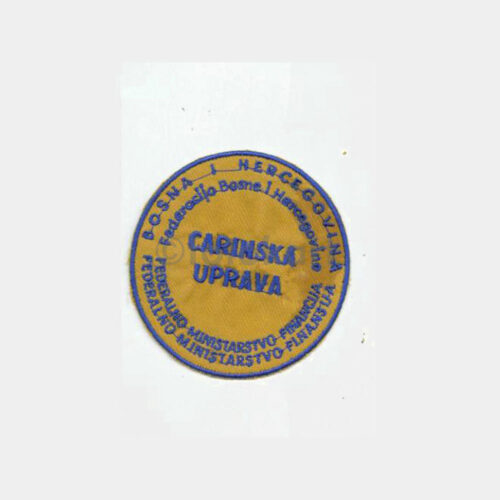 BOSNA I HERCEGOVINA
Federacija Bosne i Hercegovine
CARINSKA
UPRAVA
FEDERALNO MINISTARSTVO FINANCIJA
FEDERALNO MINISTARSTVO FINANSIJA